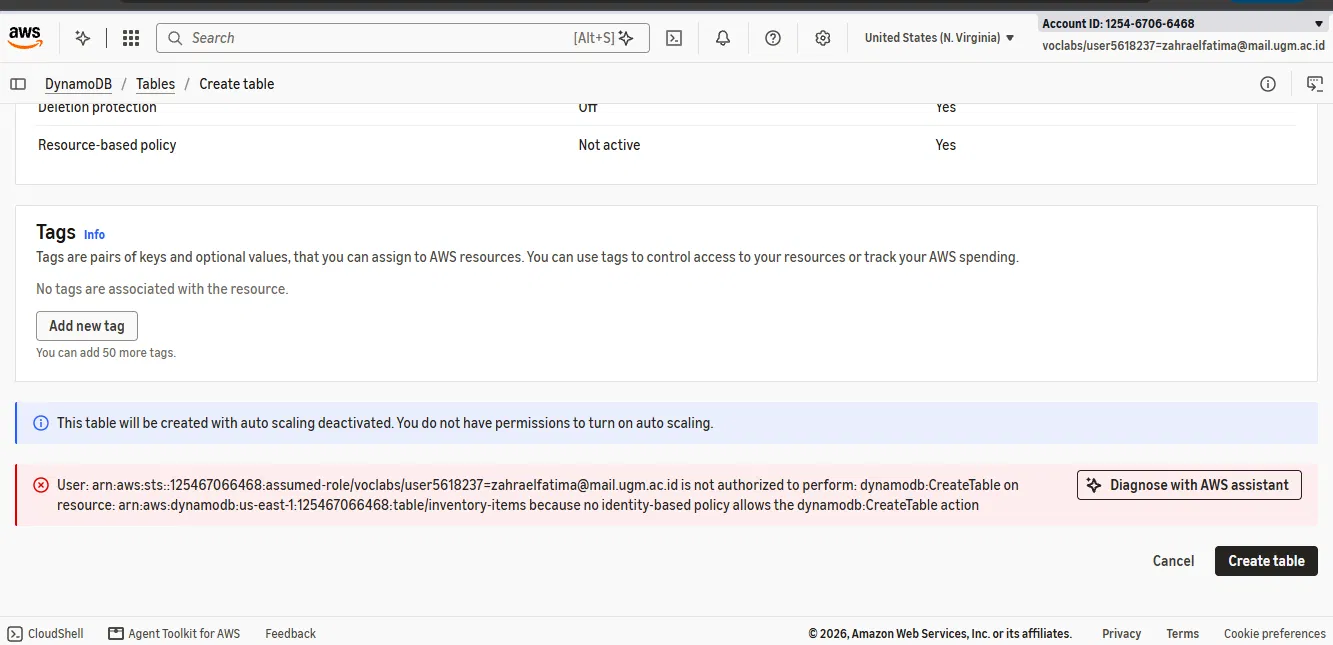 aws
Search
[Alt+S]
United States (N. Virginia)
Account ID: 1254-6706-6468
voclabs/user5618237=zahraelfatima@mail.ugm.ac.id
DynamoDB / Tables / Create table
Deletion protection Off Yes
Resource-based policy Not active Yes
Tags Info
Tags are pairs of keys and optional values, that you can assign to AWS resources. You can use tags to control access to your resources or track your AWS spending.
No tags are associated with the resource.
Add new tag
You can add 50 more tags.
This table will be created with auto scaling deactivated. You do not have permissions to turn on auto scaling.
User: arn:aws:sts::125467066468:assumed-role/voclabs/user5618237=zahraelfatima@mail.ugm.ac.id is not authorized to perform: dynamodb:CreateTable on
resource: arn:aws:dynamodb:us-east-1:125467066468:table/inventory-items because no identity-based policy allows the dynamodb:CreateTable action
Diagnose with AWS assistant
Cancel Create table
CloudShell Agent Toolkit for AWS Feedback © 2026, Amazon Web Services, Inc. or its affiliates. Privacy Terms Cookie preferences